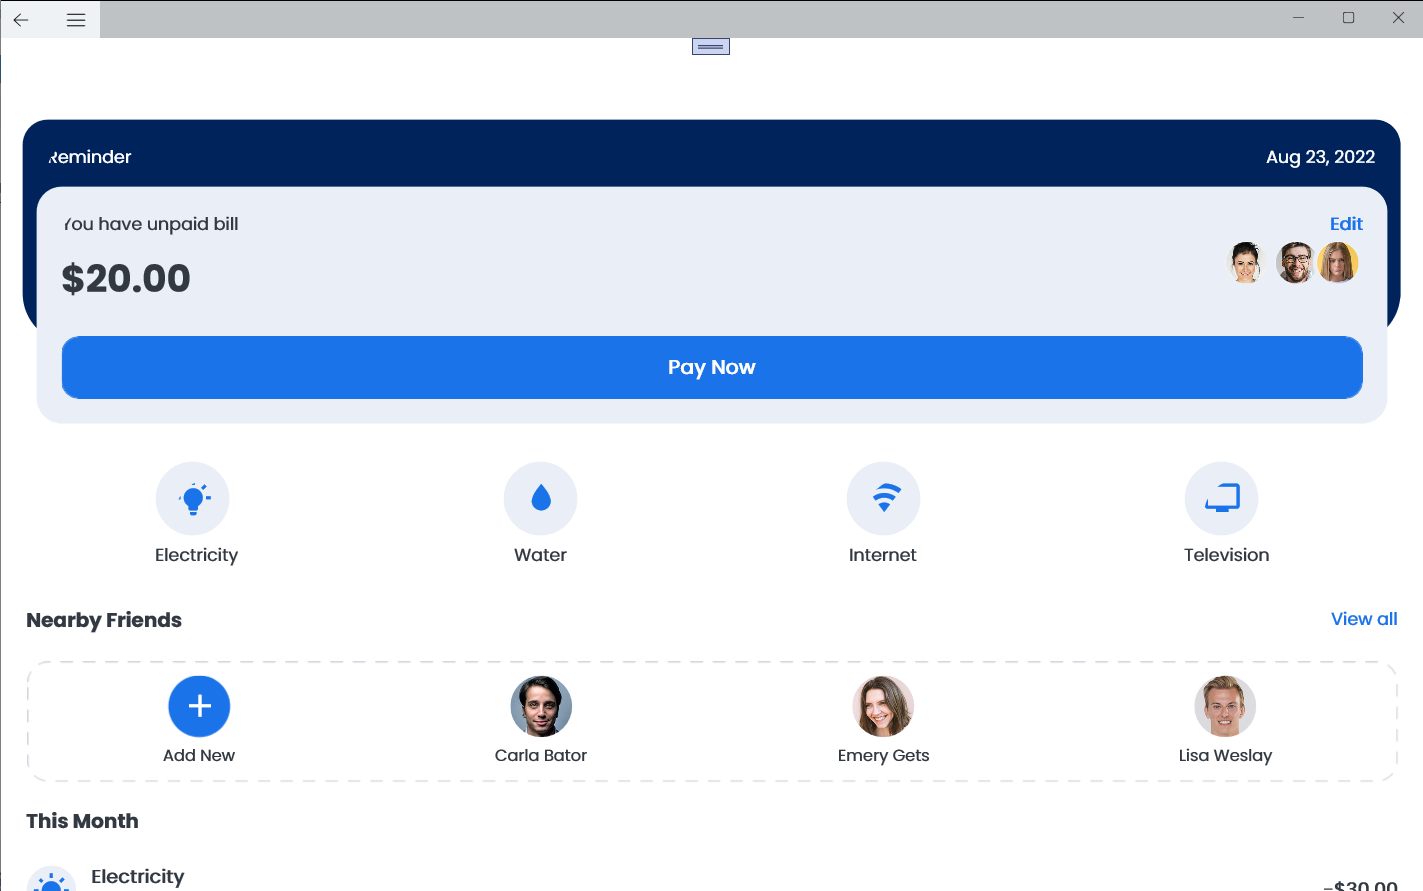 Reminder
Aug 23, 2022
You have unpaid bill
Edit
$20.00
Pay Now
Electricity
Water
Internet
Television
Nearby Friends
View all
Add New
Carla Bator
Emery Gets
Lisa Weslay
This Month
Electricity
-$30.00